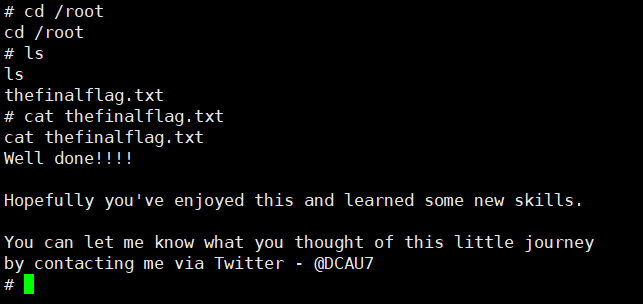 # cd /root
cd /root
# ls
ls
thefinalflag.txt
# cat thefinalflag.txt
cat thefinalflag.txt
Well done!!!!
Hopefully you've enjoyed this and learned some new skills.
You can let me know what you thought of this little journey
by contacting me via Twitter - @DCAU7
#